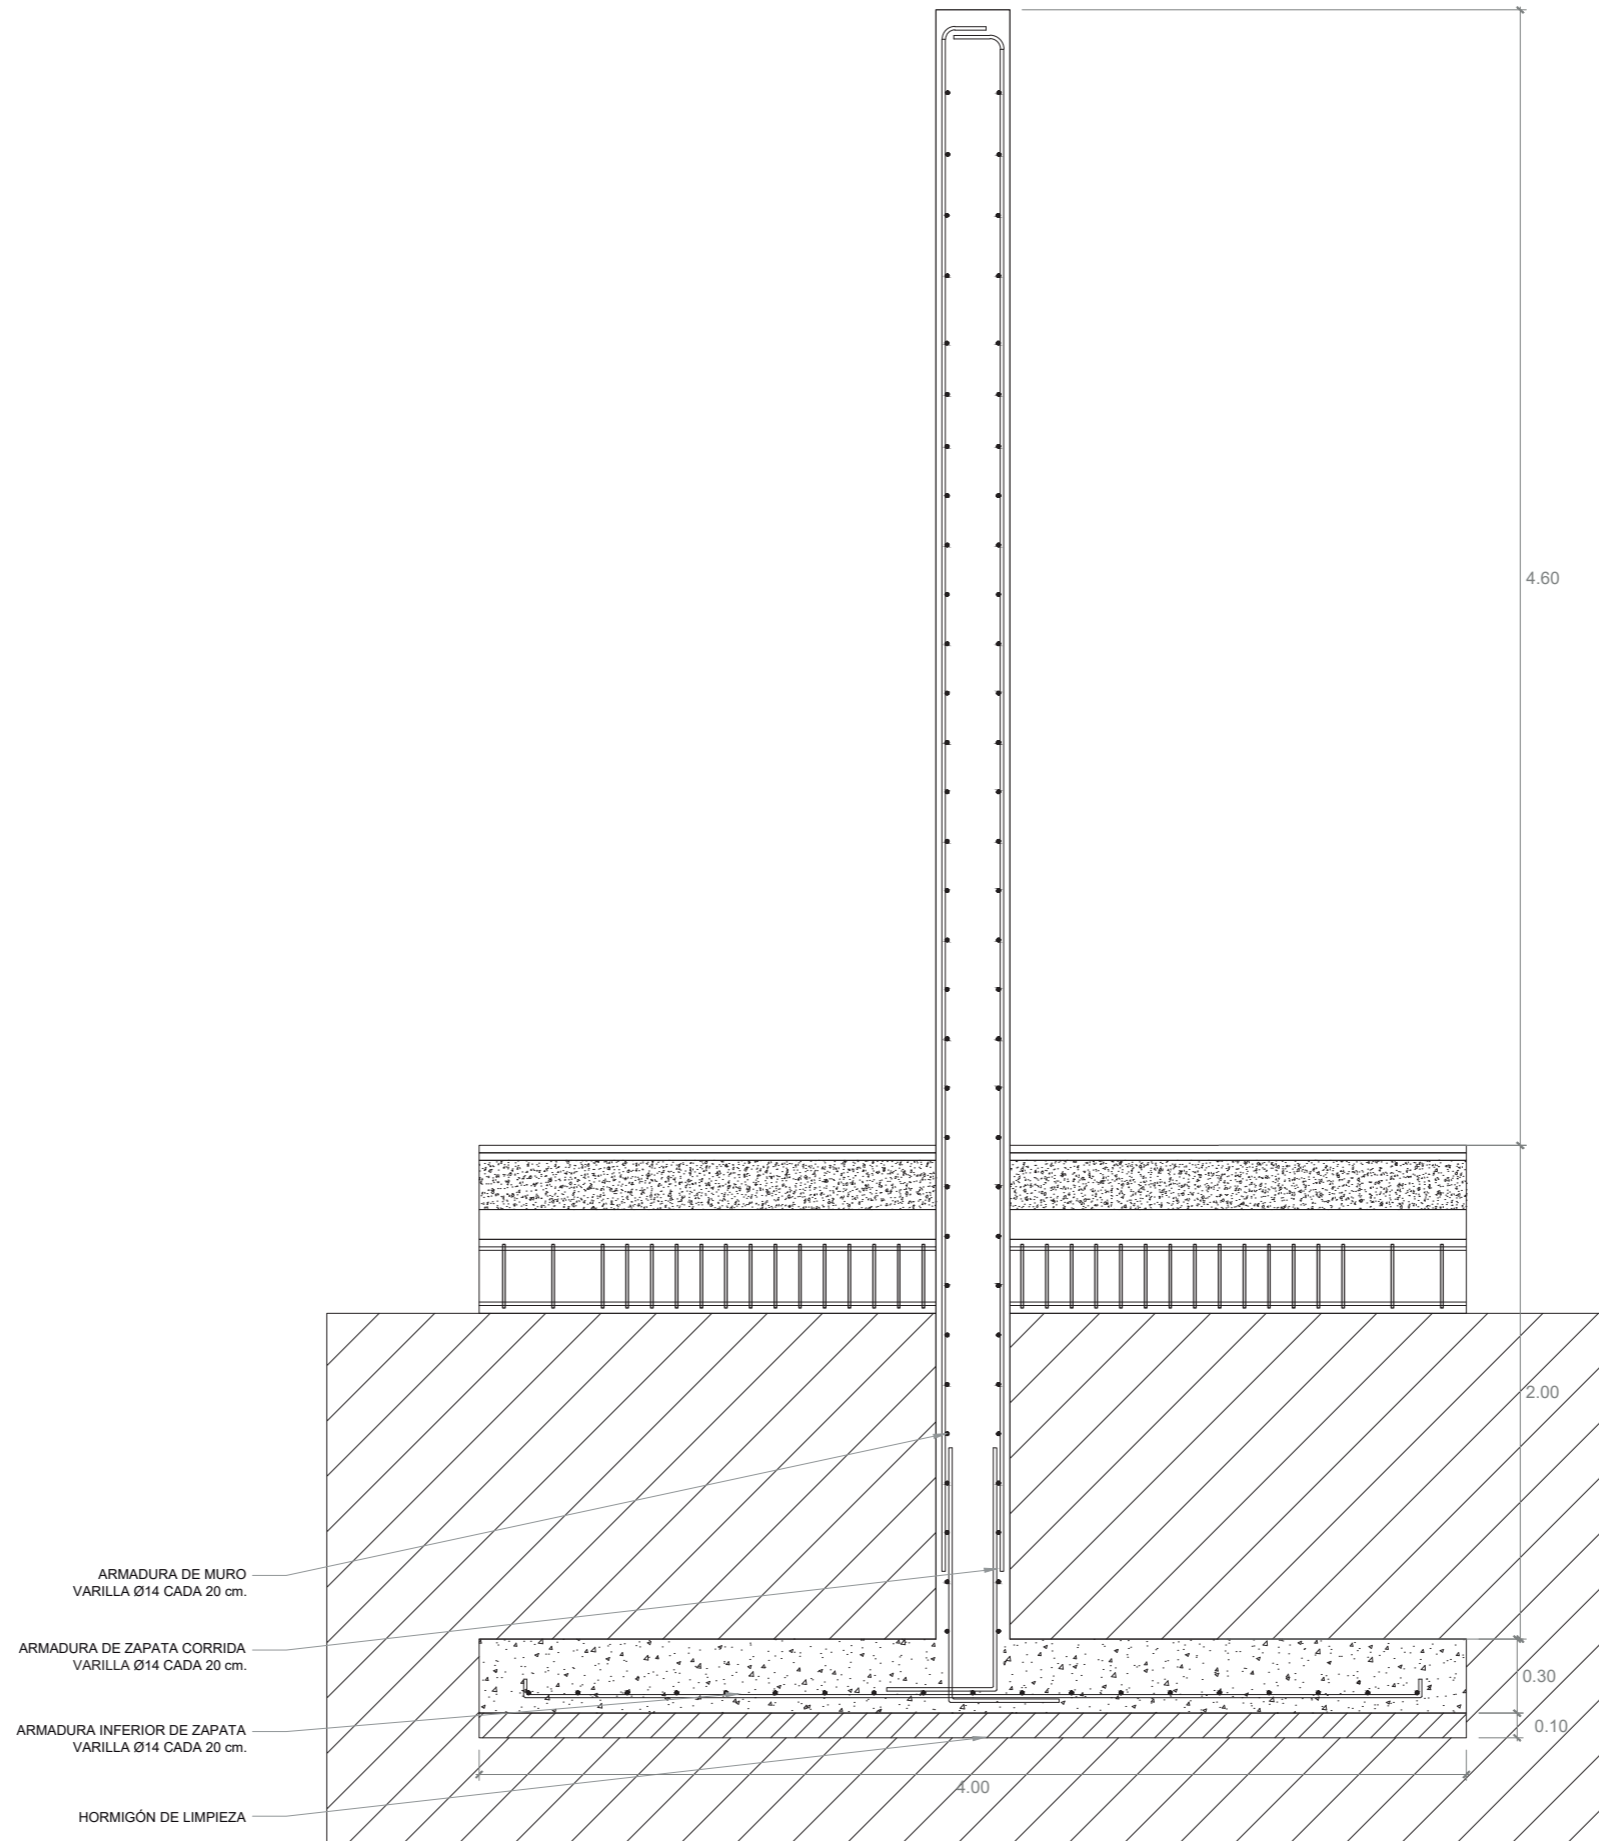 4.60
2.00
ARMADURA DE MURO
VARILLA Ø14 CADA 20 cm.
ARMADURA DE ZAPATA CORRIDA
VARILLA Ø14 CADA 20 cm.
0.30
ARMADURA INFERIOR DE ZAPATA
VARILLA Ø14 CADA 20 cm.
0.10
4.00
HORMIGÓN DE LIMPIEZA